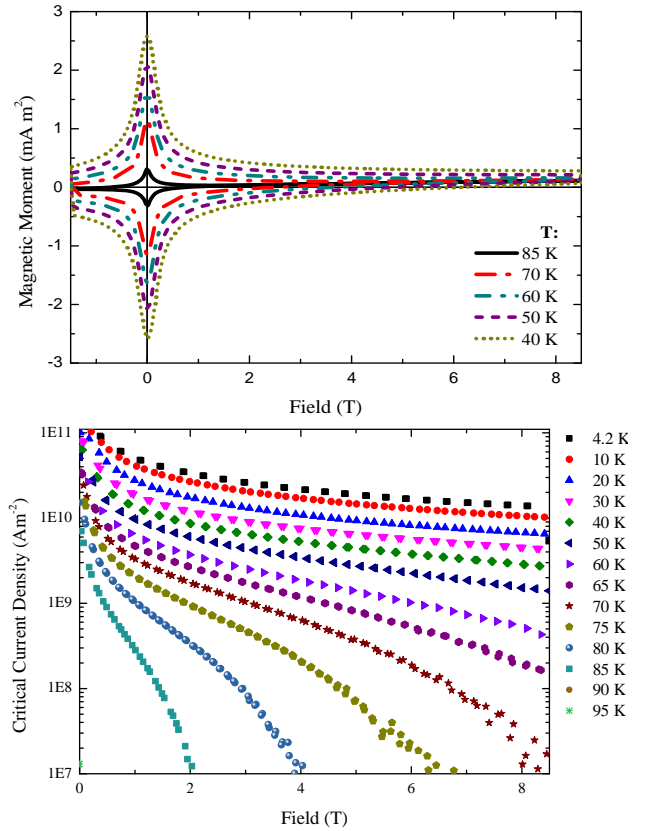 3
2
1
0
-1
-2
-3
Magnetic Moment (mA m²)
0
2
4
6
8
Field (T)
T:
85 K
70 K
60 K
50 K
40 K
1E11
1E10
1E9
1E8
1E7
Critical Current Density (Am⁻²)
0
2
4
6
8
Field (T)
4.2 K
10 K
20 K
30 K
40 K
50 K
60 K
65 K
70 K
75 K
80 K
85 K
90 K
95 K